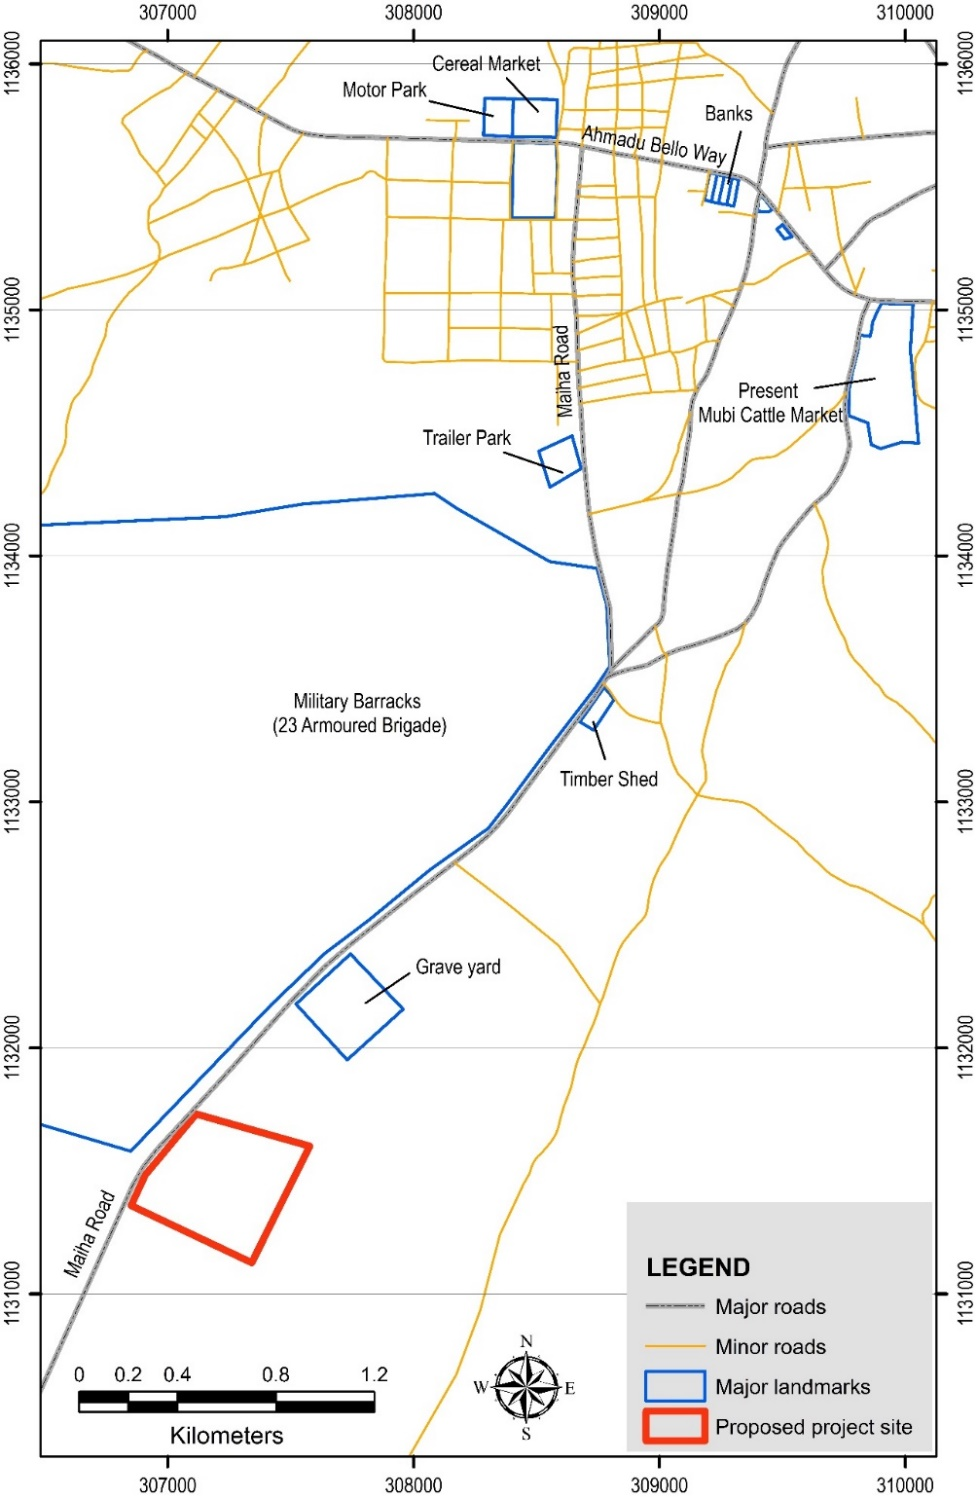 307000
308000
309000
310000
1136000
1136000
Cereal Market
Motor Park
Banks
Ahmadu Bello Way
1135000
1135000
Maiha Road
Present
Mubi Cattle Market
Trailer Park
1134000
1134000
Military Barracks
(23 Armoured Brigade)
Timber Shed
1133000
1133000
Grave yard
1132000
1132000
Maiha Road
1131000
1131000
LEGEND
Major roads
Minor roads
Major landmarks
Proposed project site
0 0.2 0.4 0.8 1.2
Kilometers
N
W E
S
307000
308000
309000
310000